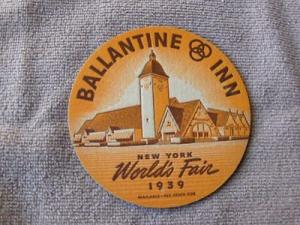 BALLANTINE INN
NEW YORK
World's Fair
1939